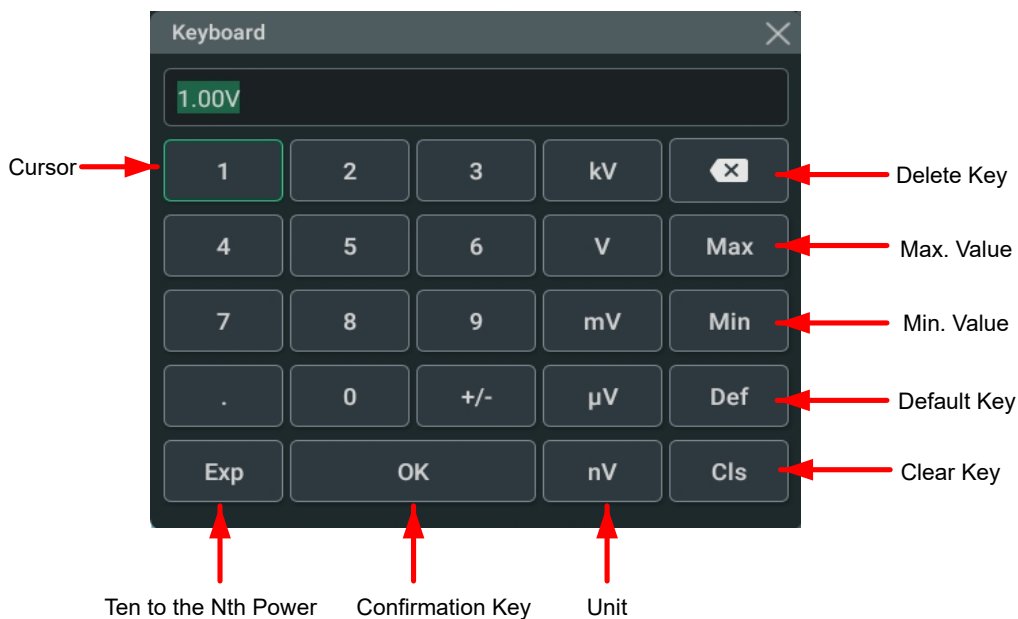 Keyboard
1.00V
Cursor
1 2 3 kV
Delete Key
4 5 6 V Max
Max. Value
7 8 9 mV Min
Min. Value
. 0 +/- µV Def
Default Key
Exp OK nV Cls
Clear Key
Ten to the Nth Power Confirmation Key Unit